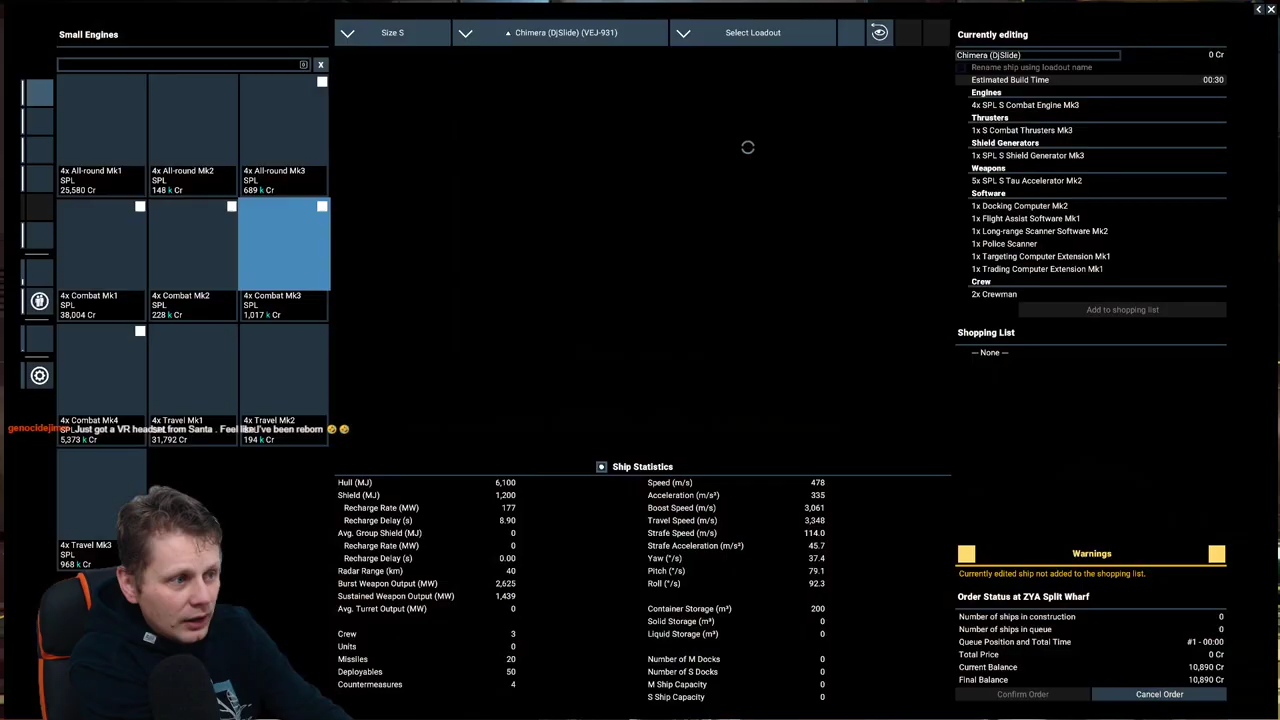 Small Engines
Size S
Chimera (DjSlide) (VEJ-931)
Select Loadout
Currently editing
X
4x All-round Mk1
SPL
25,580 Cr
4x All-round Mk2
SPL
148 k Cr
4x All-round Mk3
SPL
689 k Cr
4x Combat Mk1
SPL
38,004 Cr
4x Combat Mk2
SPL
228 k Cr
4x Combat Mk3
SPL
1,017 k Cr
4x Combat Mk4
5,373 k Cr
4x Travel Mk1
31,792 Cr
4x Travel Mk2
194 k Cr
Just got a VR headset from Santa . Feel like I've been reborn 🤣🤣
4x Travel Mk3
SPL
968 k Cr
Ship Statistics
Hull (MJ) 6,100
Shield (MJ) 1,200
Recharge Rate (MW) 177
Recharge Delay (s) 8.90
Avg. Group Shield (MJ) 0
Recharge Rate (MW) 0
Recharge Delay (s) 0.00
Radar Range (km) 40
Burst Weapon Output (MW) 2,625
Sustained Weapon Output (MW) 1,439
Avg. Turret Output (MW) 0
Crew 3
Units 0
Missiles 20
Deployables 50
Countermeasures 4
Speed (m/s) 478
Acceleration (m/s²) 335
Boost Speed (m/s) 3,061
Travel Speed (m/s) 3,348
Strafe Speed (m/s) 114.0
Strafe Acceleration (m/s²) 45.7
Yaw (°/s) 37.4
Pitch (°/s) 79.1
Roll (°/s) 92.3
Container Storage (m³) 200
Solid Storage (m³) 0
Liquid Storage (m³) 0
Number of M Docks 0
Number of S Docks 0
M Ship Capacity 0
S Ship Capacity 0
Chimera (DjSlide) 0 Cr
Rename ship using loadout name
Estimated Build Time 00:30
Engines
4x SPL S Combat Engine Mk3
Thrusters
1x S Combat Thrusters Mk3
Shield Generators
1x SPL S Shield Generator Mk3
Weapons
5x SPL S Tau Accelerator Mk2
Software
1x Docking Computer Mk2
1x Flight Assist Software Mk1
1x Long-range Scanner Software Mk2
1x Police Scanner
1x Targeting Computer Extension Mk1
1x Trading Computer Extension Mk1
Crew
2x Crewman
Add to shopping list
Shopping List
— None —
Warnings
Currently edited ship not added to the shopping list.
Order Status at ZYA Split Wharf
Number of ships in construction 0
Number of ships in queue 0
Queue Position and Total Time #1 - 00:00
Total Price 0 Cr
Current Balance 10,890 Cr
Final Balance 10,890 Cr
Confirm Order
Cancel Order